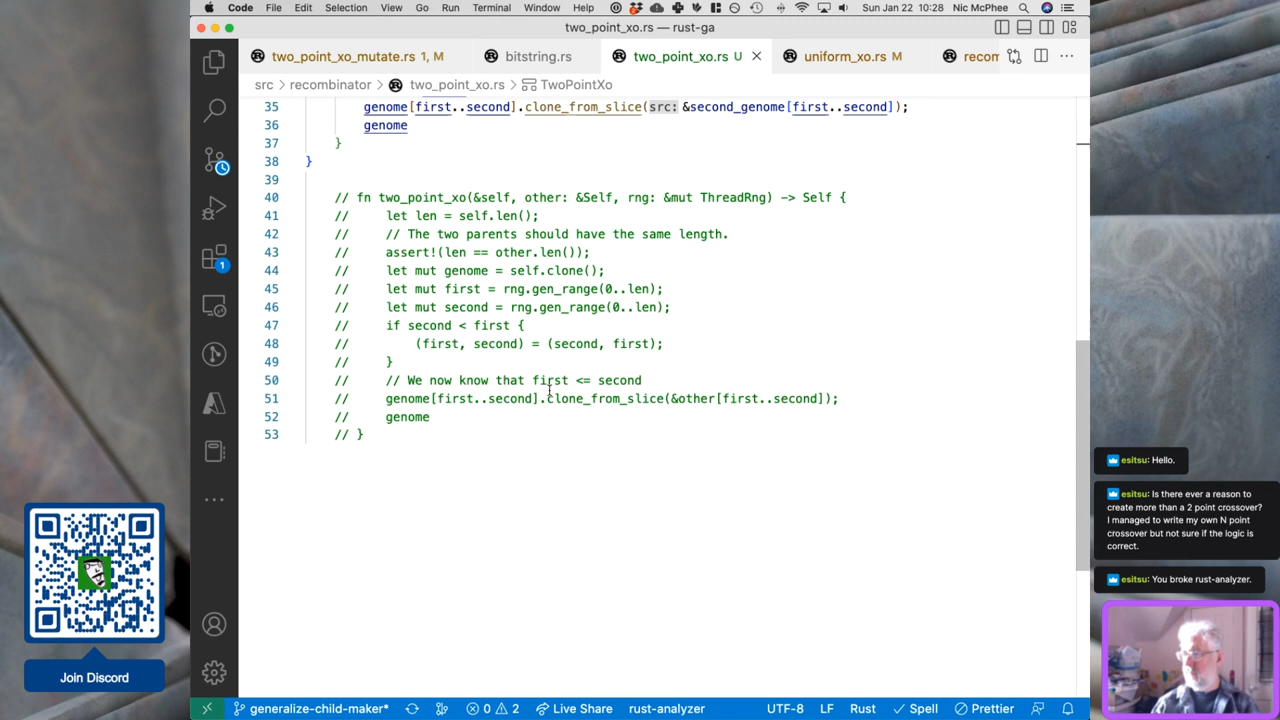 Code File Edit Selection View Go Run Terminal Window Help Sun Jan 22 10:28 Nic McPhee
two_point_xo.rs — rust-ga
two_point_xo_mutate.rs 1, M bitstring.rs two_point_xo.rs U uniform_xo.rs M recom
src > recombinator > two_point_xo.rs > TwoPointXo
35 genome[first..second].clone_from_slice(src: &second_genome[first..second]);
36 genome
37 }
38 }
39
40 // fn two_point_xo(&self, other: &Self, rng: &mut ThreadRng) -> Self {
41 // let len = self.len();
42 // // The two parents should have the same length.
43 // assert!(len == other.len());
44 // let mut genome = self.clone();
45 // let mut first = rng.gen_range(0..len);
46 // let mut second = rng.gen_range(0..len);
47 // if second < first {
48 // (first, second) = (second, first);
49 // }
50 // // We now know that first <= second
51 // genome[first..second].clone_from_slice(&other[first..second]);
52 // genome
53 // }
1
Join Discord
esitsu: Hello.
esitsu: Is there ever a reason to
create more than a 2 point crossover?
I managed to write my own N point
crossover but not sure if the logic is
correct.
esitsu: You broke rust-analyzer.
generalize-child-maker* 0 2 Live Share rust-analyzer UTF-8 LF Rust Spell Prettier